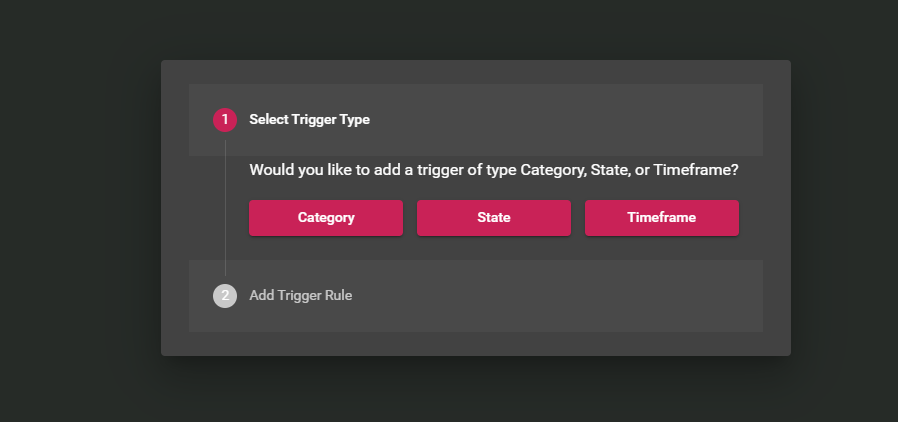 1 Select Trigger Type
Would you like to add a trigger of type Category, State, or Timeframe?
Category State Timeframe
2 Add Trigger Rule